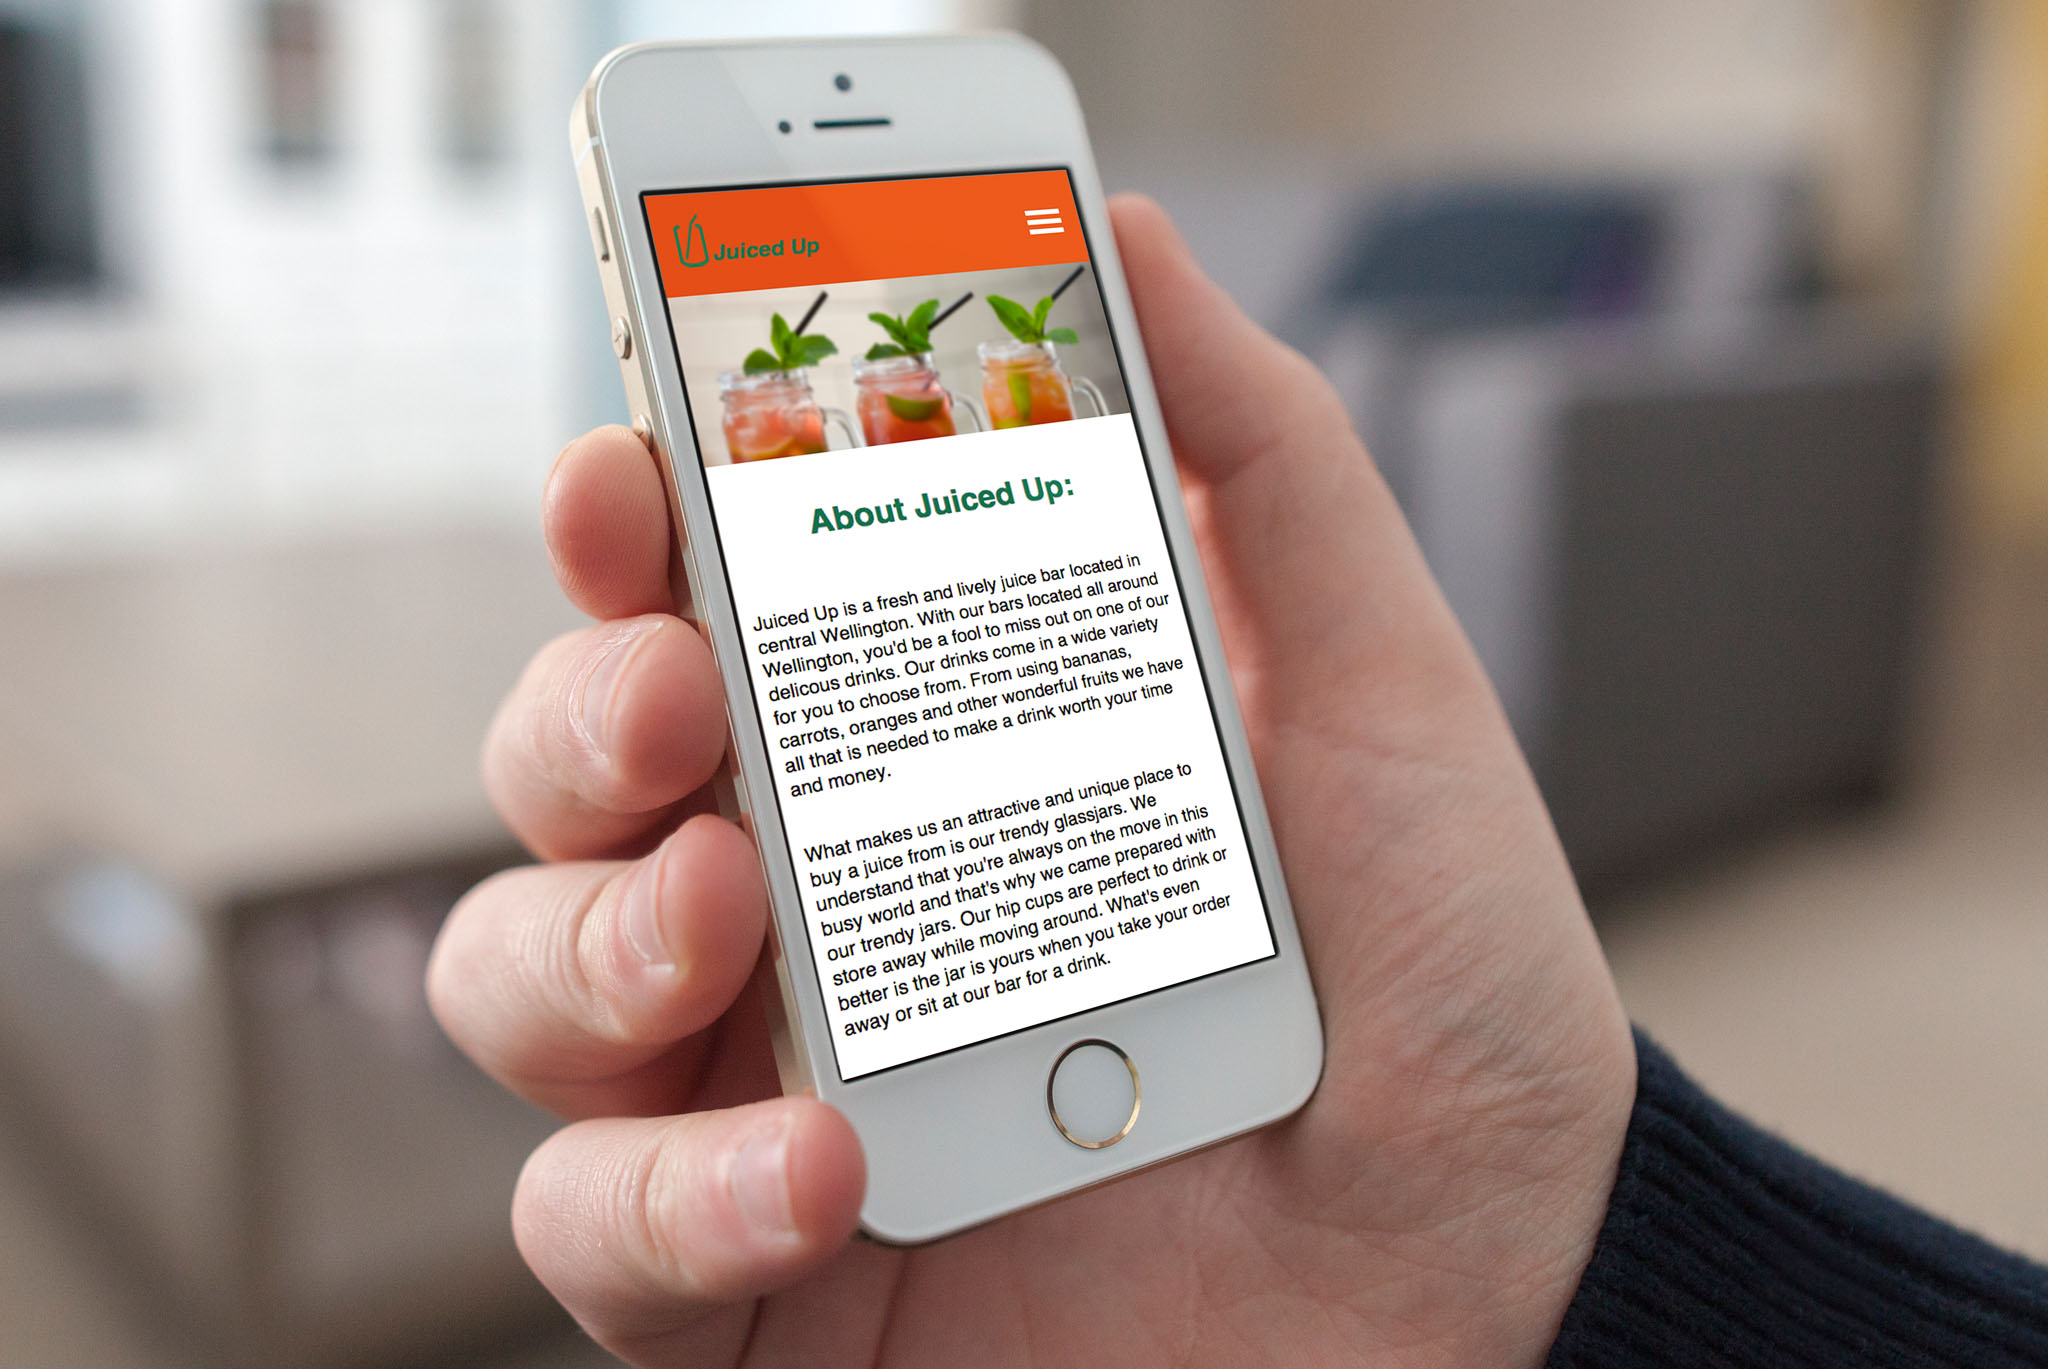 Juiced Up
About Juiced Up:
Juiced Up is a fresh and lively juice bar located in
central Wellington. With our bars located all around
Wellington, you'd be a fool to miss out on one of our
delicous drinks. Our drinks come in a wide variety
for you to choose from. From using bananas,
carrots, oranges and other wonderful fruits we have
all that is needed to make a drink worth your time
and money.
What makes us an attractive and unique place to
buy a juice from is our trendy glassjars. We
understand that you're always on the move in this
busy world and that's why we came prepared with
our trendy jars. Our hip cups are perfect to drink or
store away while moving around. What's even
better is the jar is yours when you take your order
away or sit at our bar for a drink.